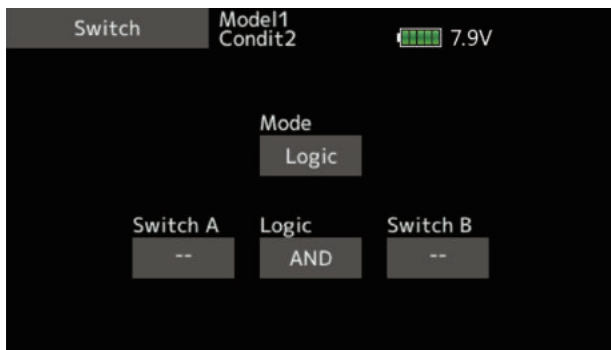 Switch
Model1
Condit2
7.9V
Mode
Logic
Switch A
Logic
Switch B
--
AND
--